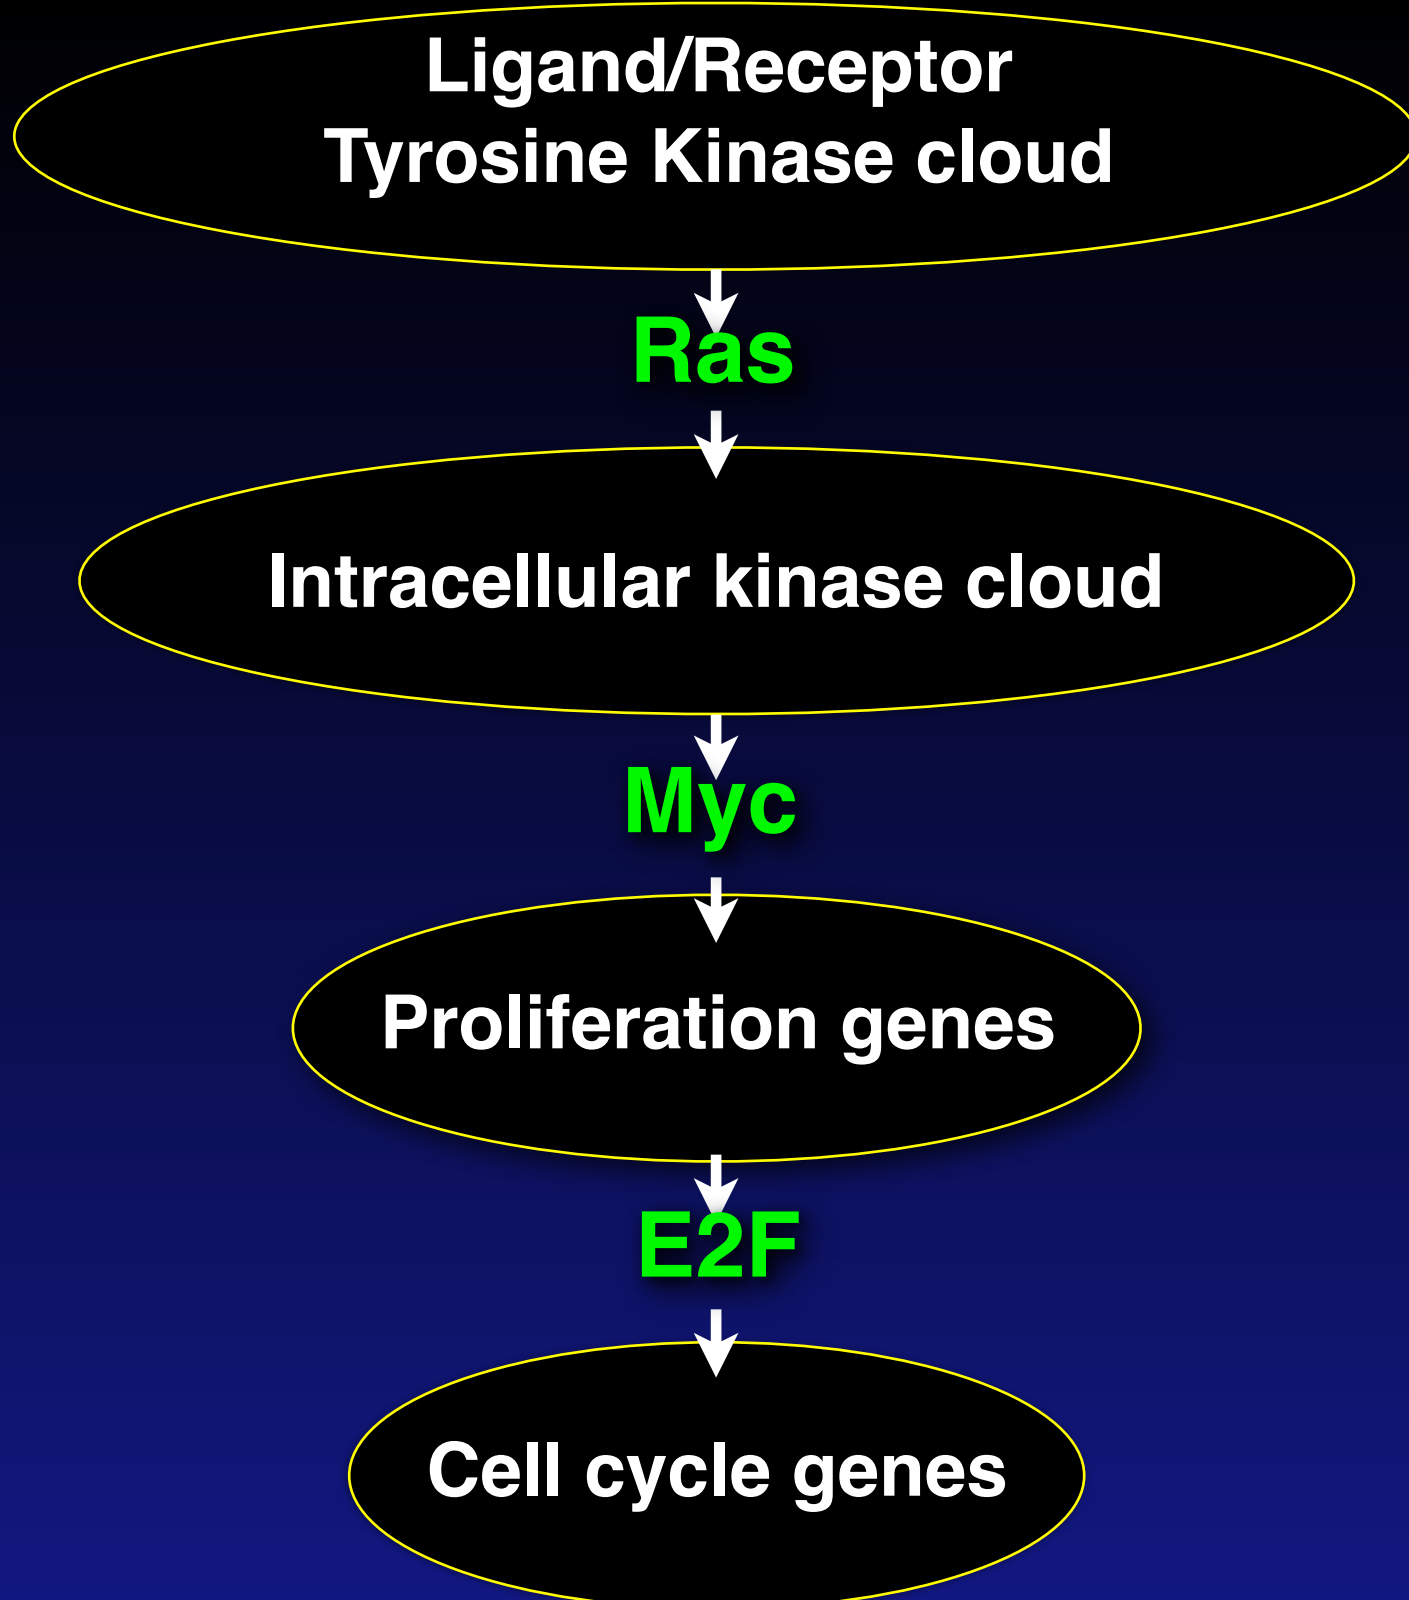 Ligand/Receptor
Tyrosine Kinase cloud
Ras
Intracellular kinase cloud
Myc
Proliferation genes
E2F
Cell cycle genes